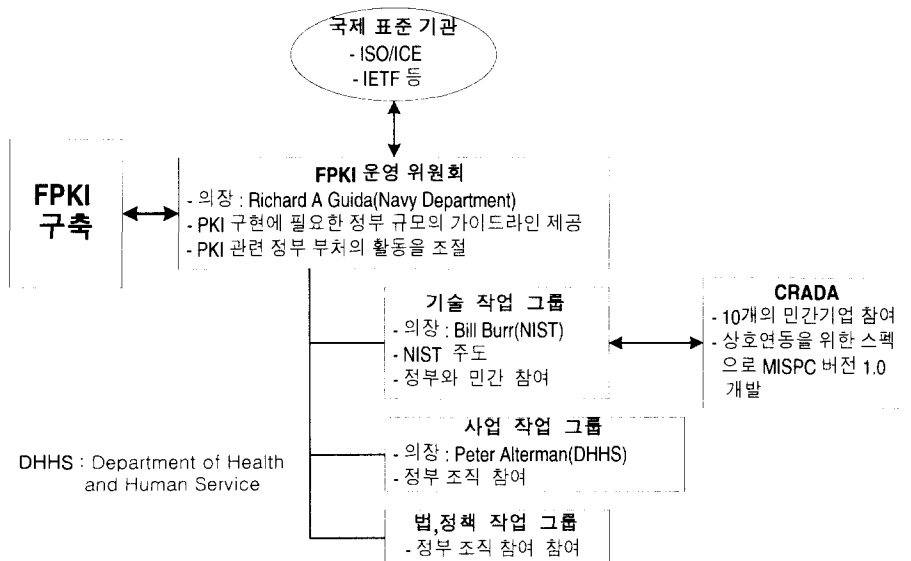 국제 표준 기관
- ISO/ICE
- IETF 등
FPKI
구축
FPKI 운영 위원회
- 의장 : Richard A Guida(Navy Department)
- PKI 구현에 필요한 정부 규모의 가이드라인 제공
- PKI 관련 정부 부처의 활동을 조절
기술 작업 그룹
- 의장 : Bill Burr(NIST)
- NIST 주도
- 정부와 민간 참여
CRADA
- 10개의 민간기업 참여
- 상호연동을 위한 스펙
으로 MISPC 버전 1.0
개발
사업 작업 그룹
- 의장 : Peter Alterman(DHHS)
- 정부 조직 참여
DHHS : Department of Health
and Human Service
법,정책 작업 그룹
- 정부 조직 참여 참여